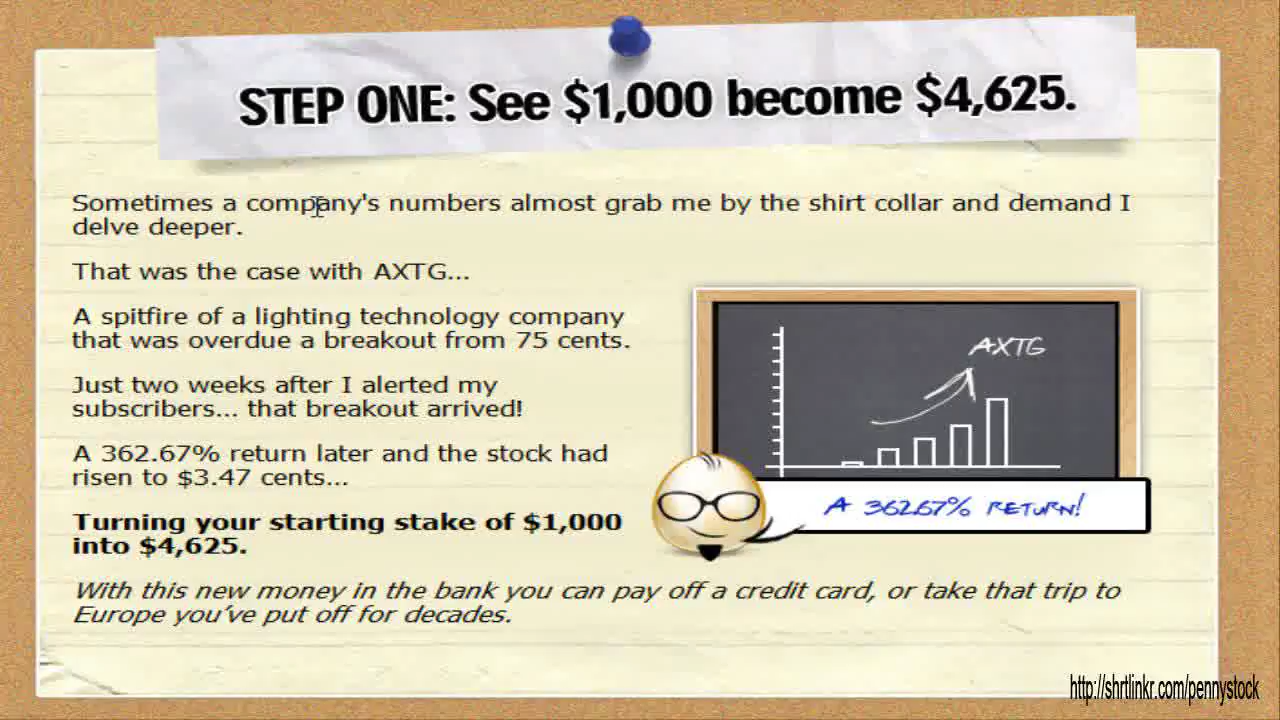 STEP ONE: See $1,000 become $4,625.
Sometimes a company's numbers almost grab me by the shirt collar and demand I
delve deeper.
That was the case with AXTG...
A spitfire of a lighting technology company
that was overdue a breakout from 75 cents.
Just two weeks after I alerted my
subscribers... that breakout arrived!
A 362.67% return later and the stock had
risen to $3.47 cents...
Turning your starting stake of $1,000
into $4,625.
AXTG
A 362.67% RETURN!
With this new money in the bank you can pay off a credit card, or take that trip to
Europe you've put off for decades.
http://shrtlinkr.com/pennystock